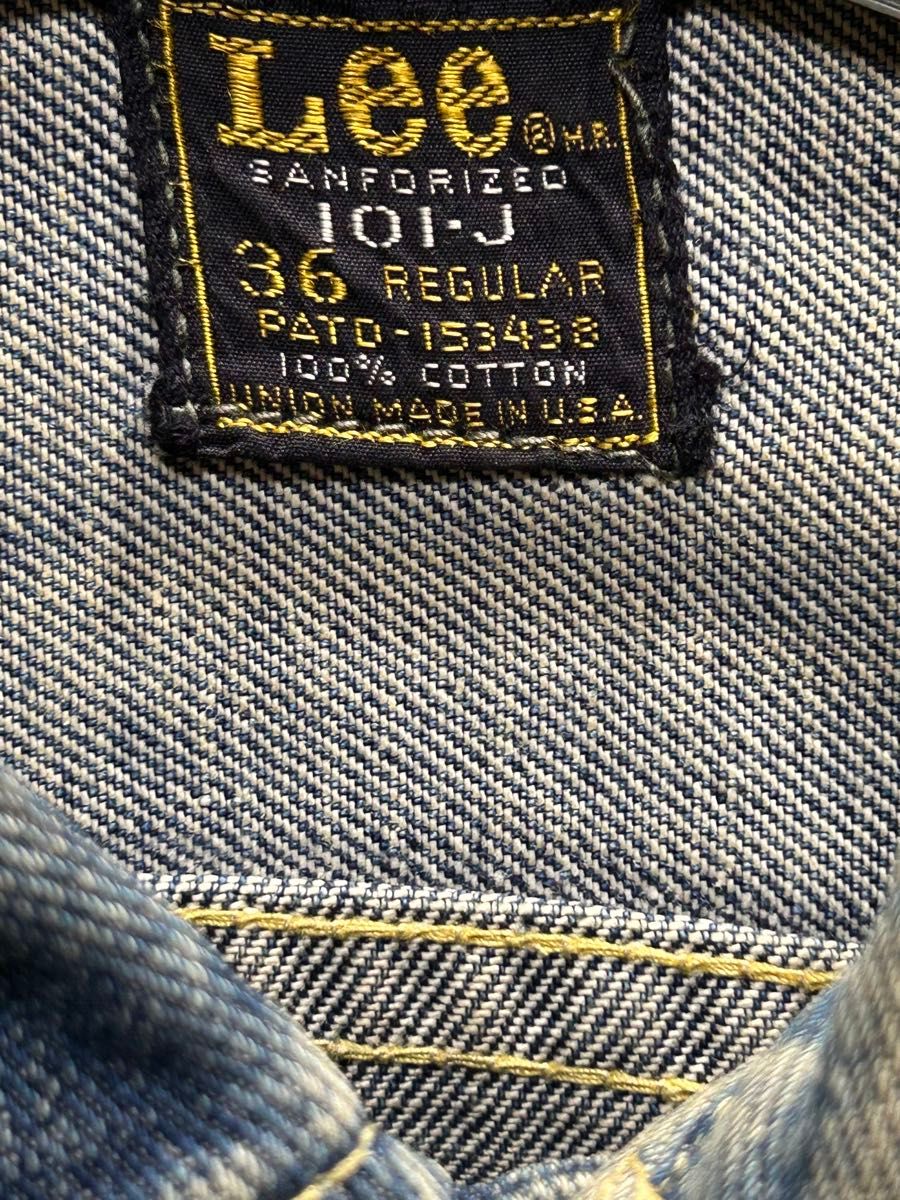 Lee ® M.R.
SANFORIZED
101-J
36 REGULAR
PATD-153438
100% COTTON
UNION MADE IN U.S.A.